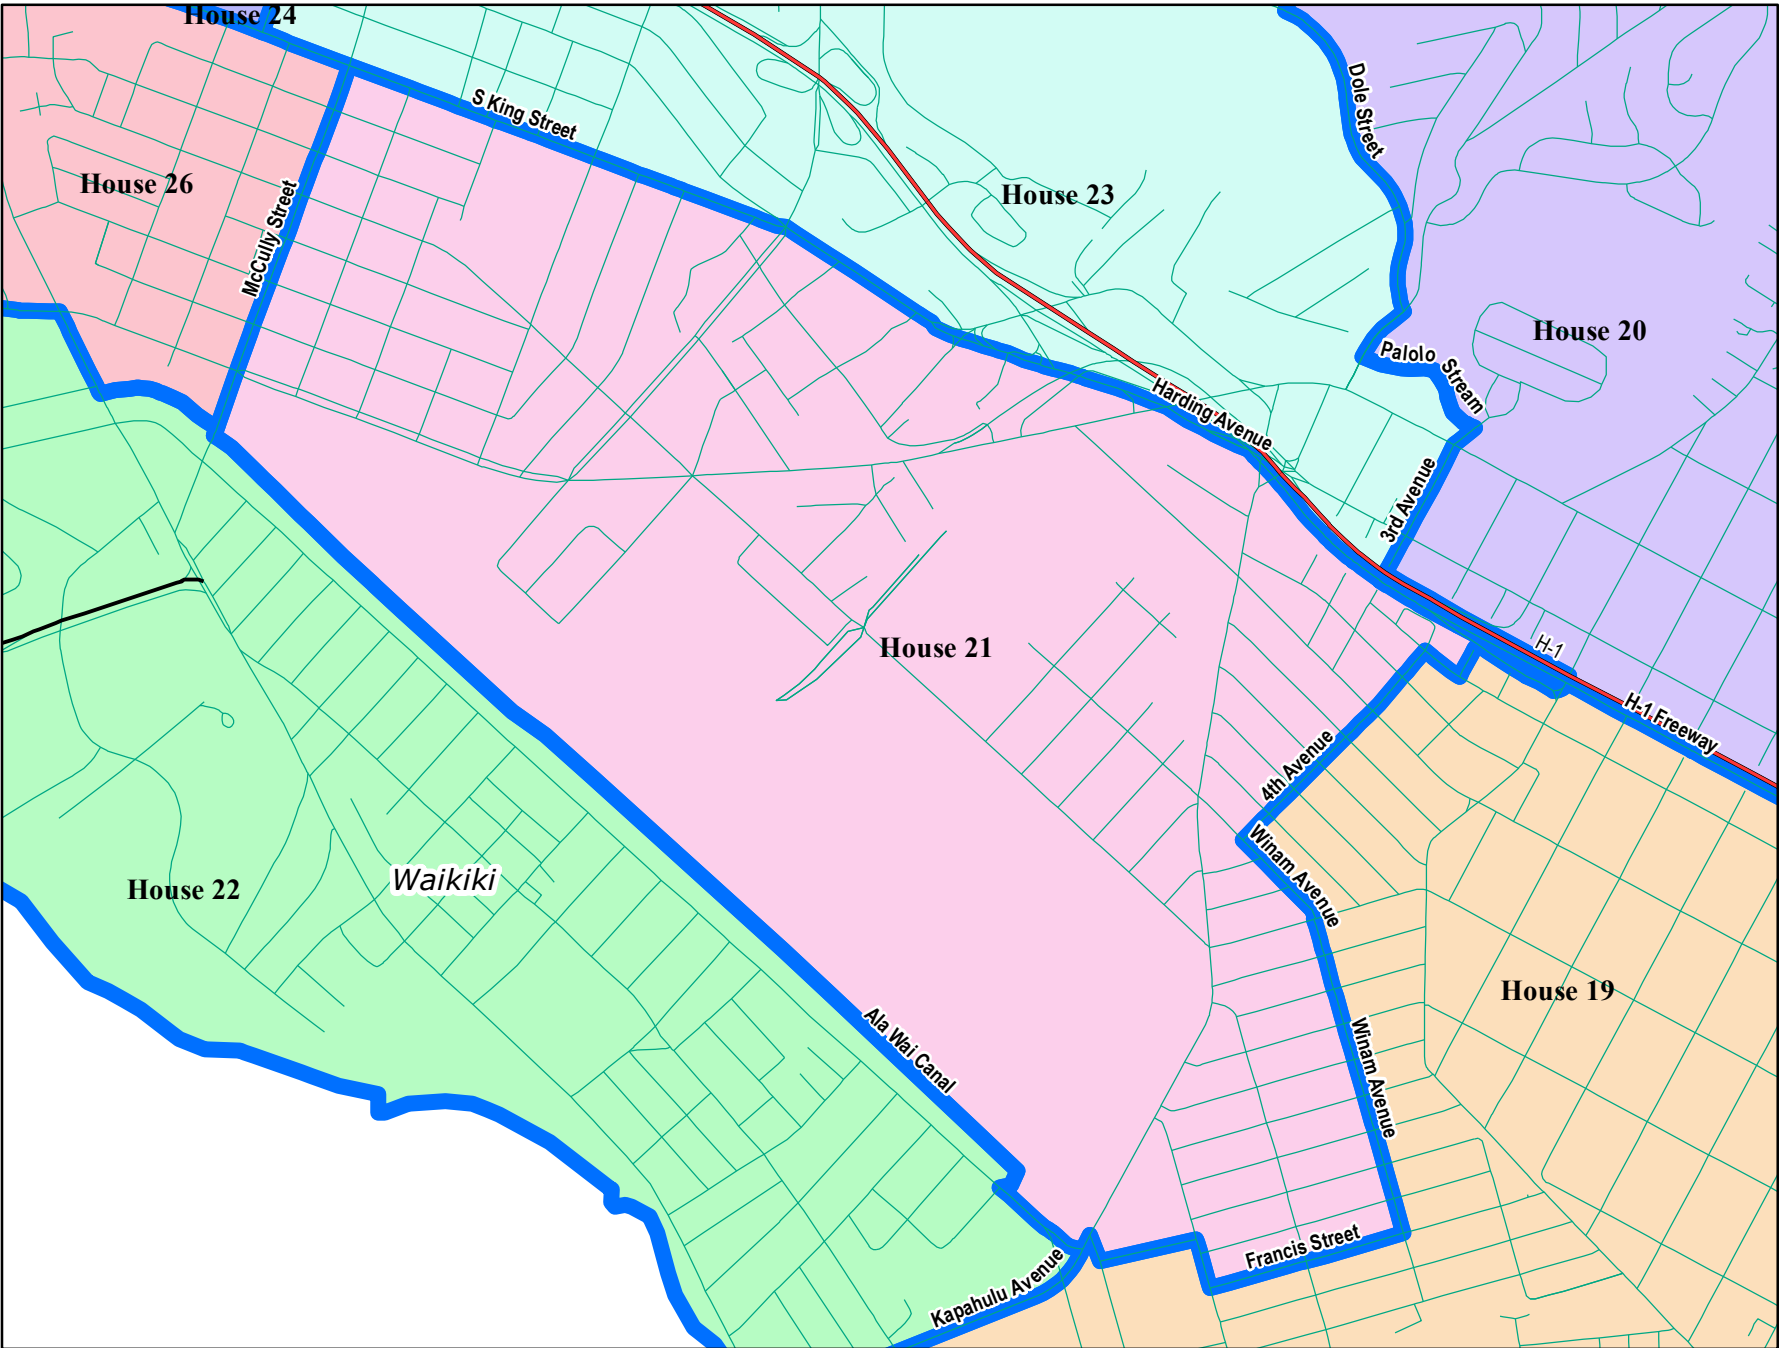 House 24
S King Street
Dole Street
House 26
House 23
McCully Street
House 20
Palolo Stream
Harding Avenue
3rd Avenue
House 21
H-1
H-1 Freeway
4th Avenue
Winam Avenue
Waikiki
House 22
House 19
Ala Wai Canal
Winam Avenue
Francis Street
Kapahulu Avenue